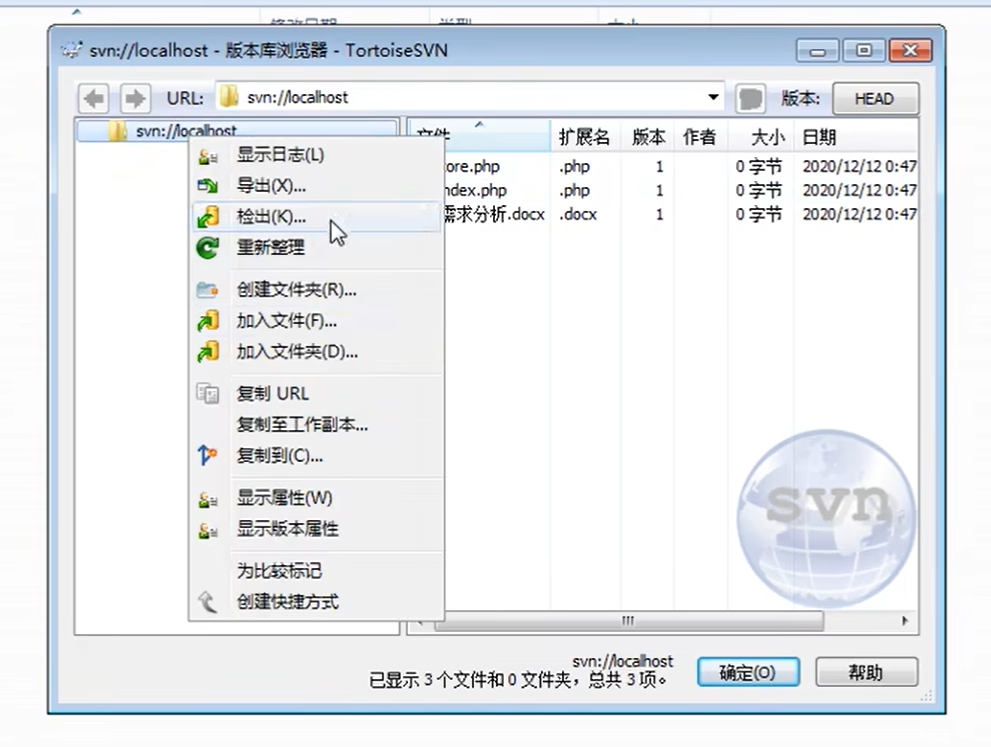 svn://localhost - 版本库浏览器 - TortoiseSVN
URL: svn://localhost 版本: HEAD
svn://localhost
文件 扩展名 版本 作者 大小 日期
ore.php .php 1 0 字节 2020/12/12 0:47
ndex.php .php 1 0 字节 2020/12/12 0:47
需求分析.docx .docx 1 0 字节 2020/12/12 0:47
显示日志(L)
导出(X)...
检出(K)...
重新整理
创建文件夹(R)...
加入文件(F)...
加入文件夹(D)...
复制 URL
复制至工作副本...
复制到(C)...
显示属性(W)
显示版本属性
为比较标记
创建快捷方式
svn
svn://localhost
已显示 3 个文件和 0 文件夹，总共 3 项。
确定(O) 帮助